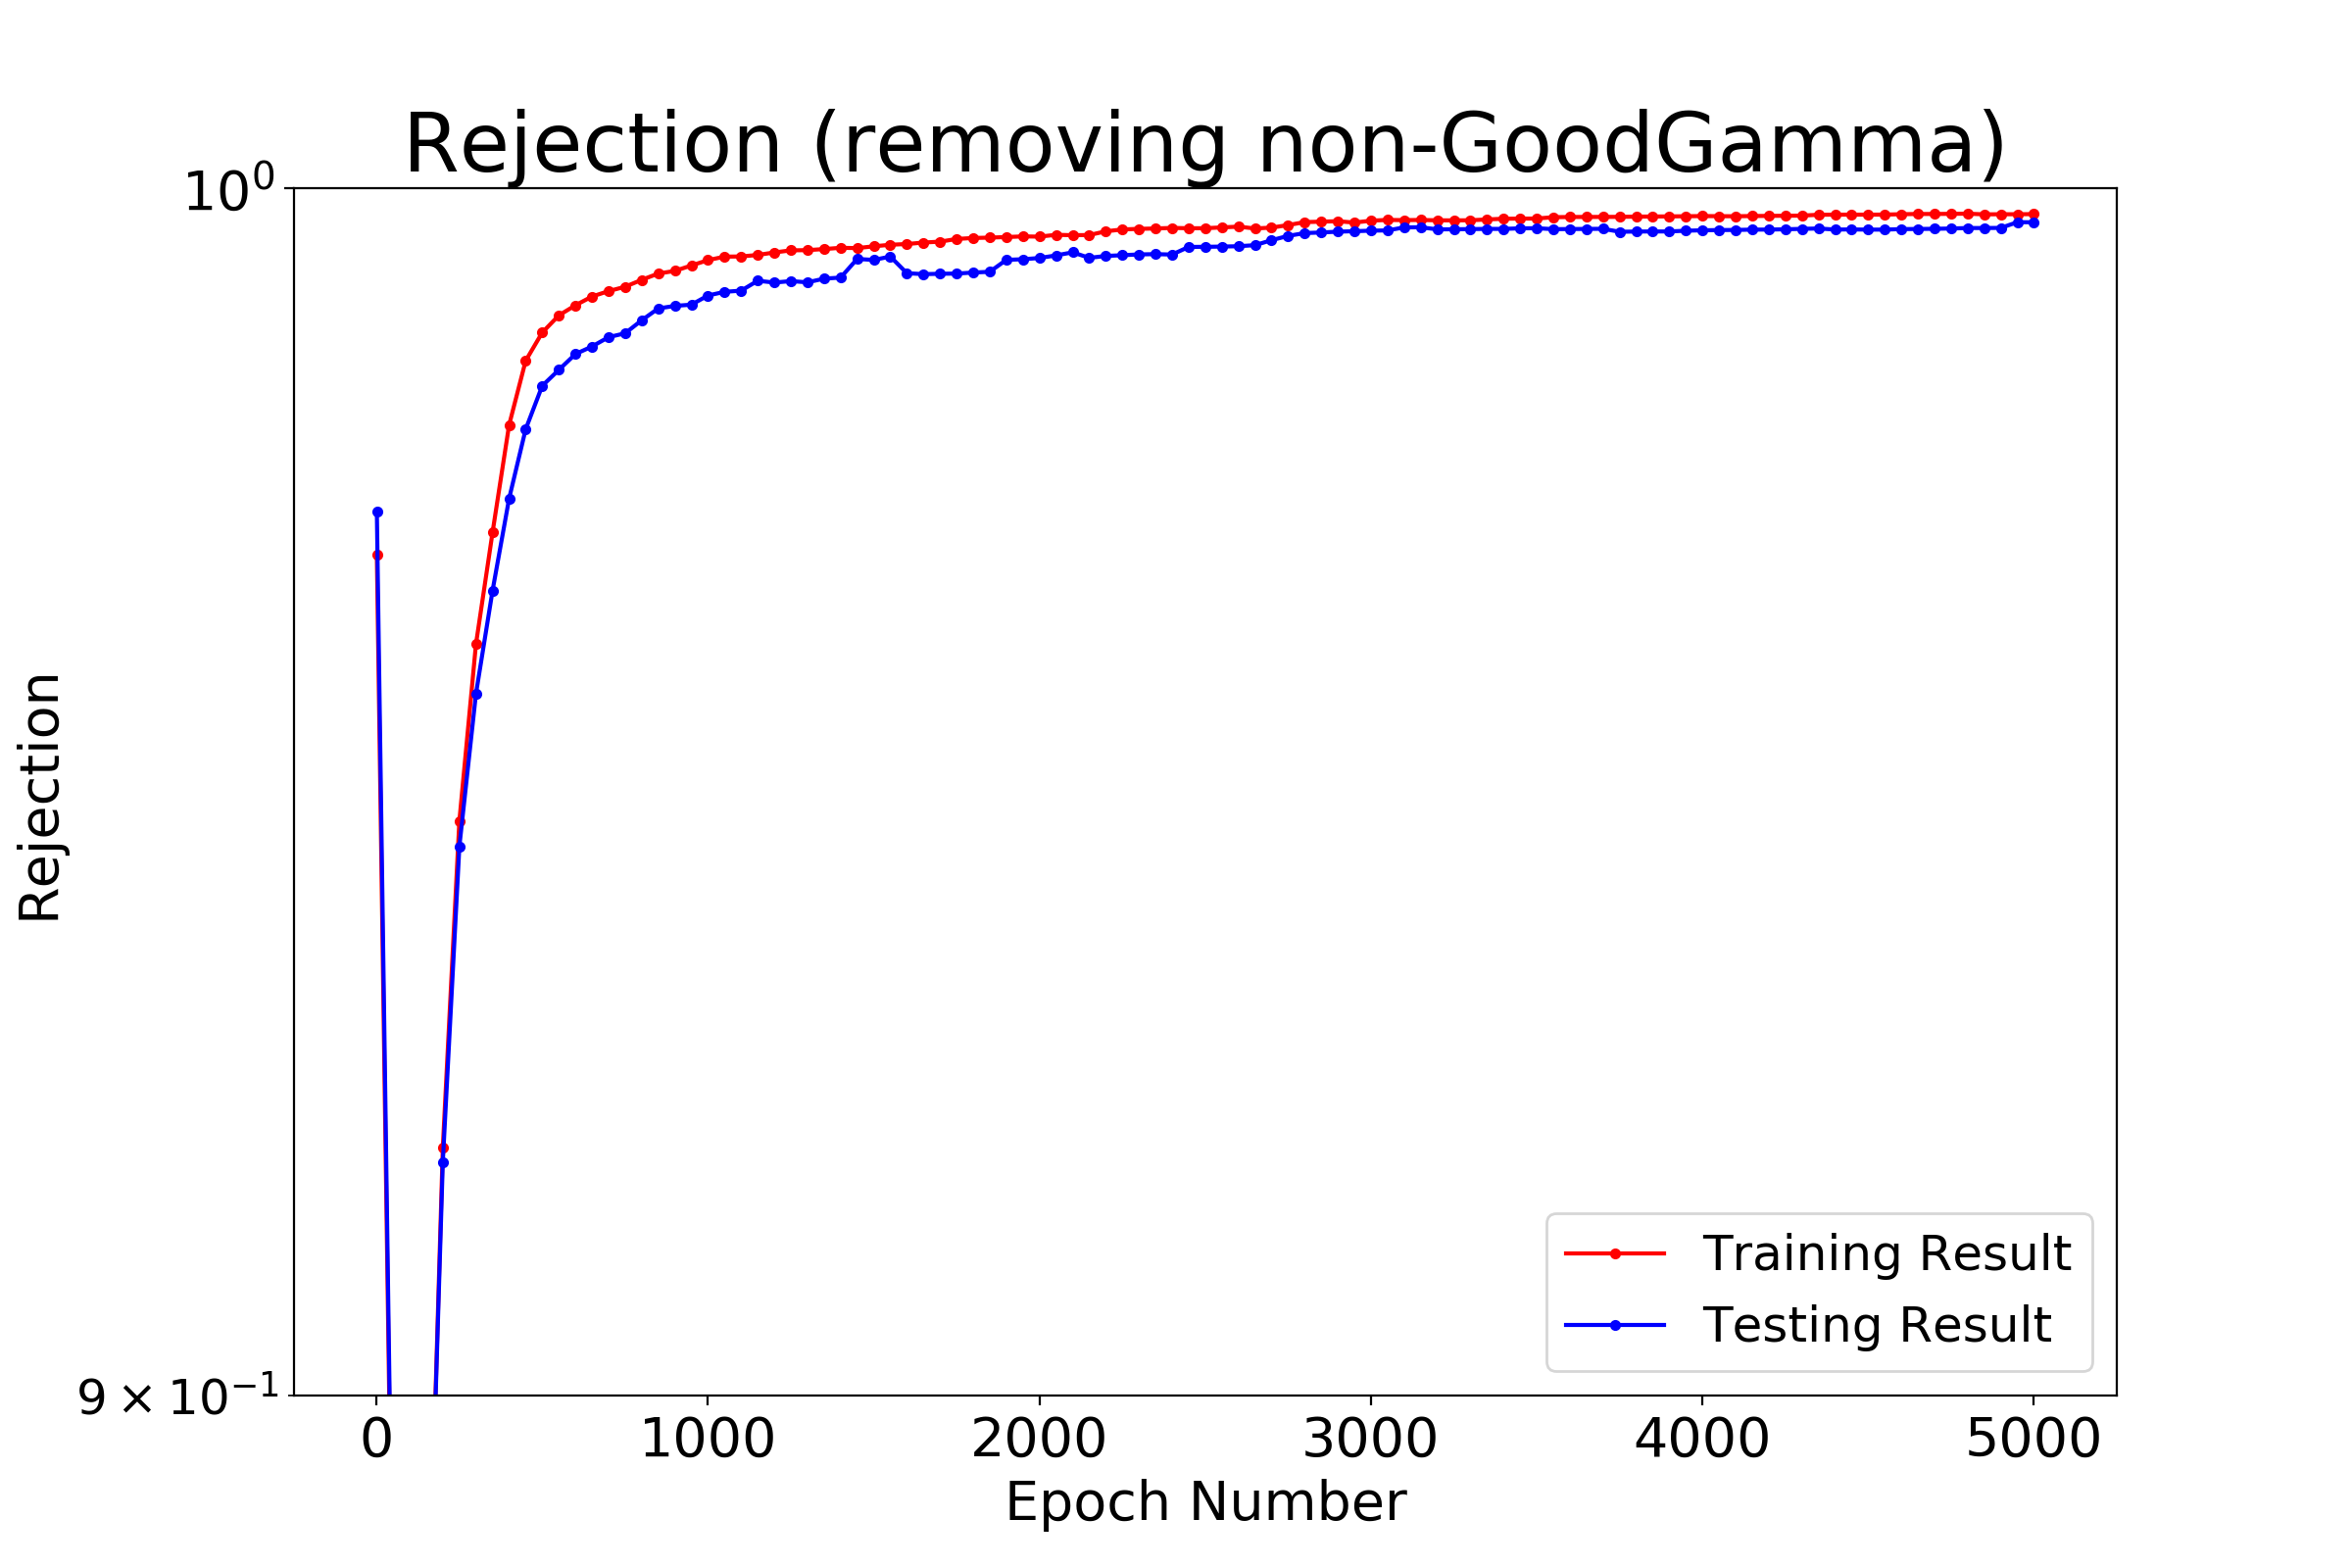 Rejection (removing non-GoodGamma)
10⁰
Rejection
9 × 10⁻¹
0 1000 2000 3000 4000 5000
Epoch Number
Training Result
Testing Result